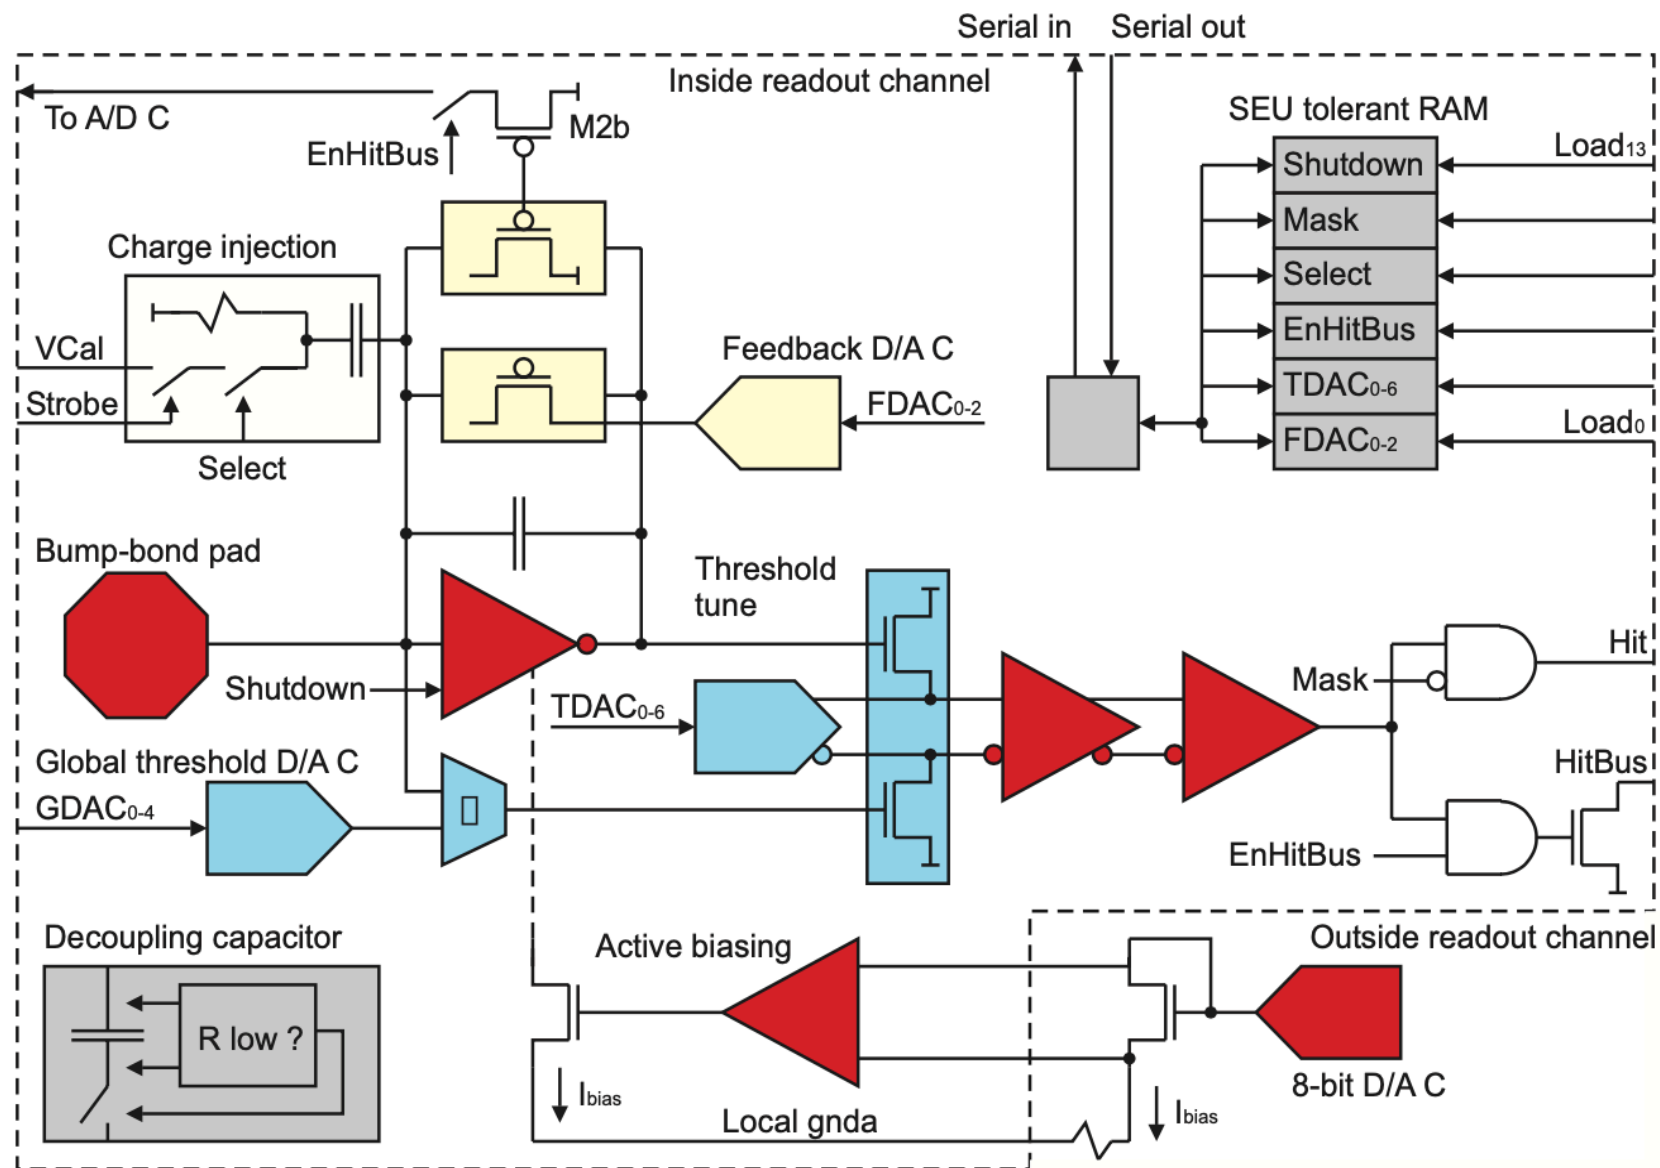 Serial in
Serial out
Inside readout channel
To A/D C
M2b
EnHitBus
SEU tolerant RAM
Load13
Shutdown
Mask
Select
EnHitBus
TDAC0-6
FDAC0-2
Load0
Charge injection
VCal
Strobe
Select
Feedback D/A C
FDAC0-2
Bump-bond pad
Threshold
tune
Shutdown
TDAC0-6
Mask
Hit
Global threshold D/A C
GDAC0-4
HitBus
EnHitBus
Decoupling capacitor
R low ?
Active biasing
Outside readout channel
8-bit D/A C
Ibias
Ibias
Local gnda